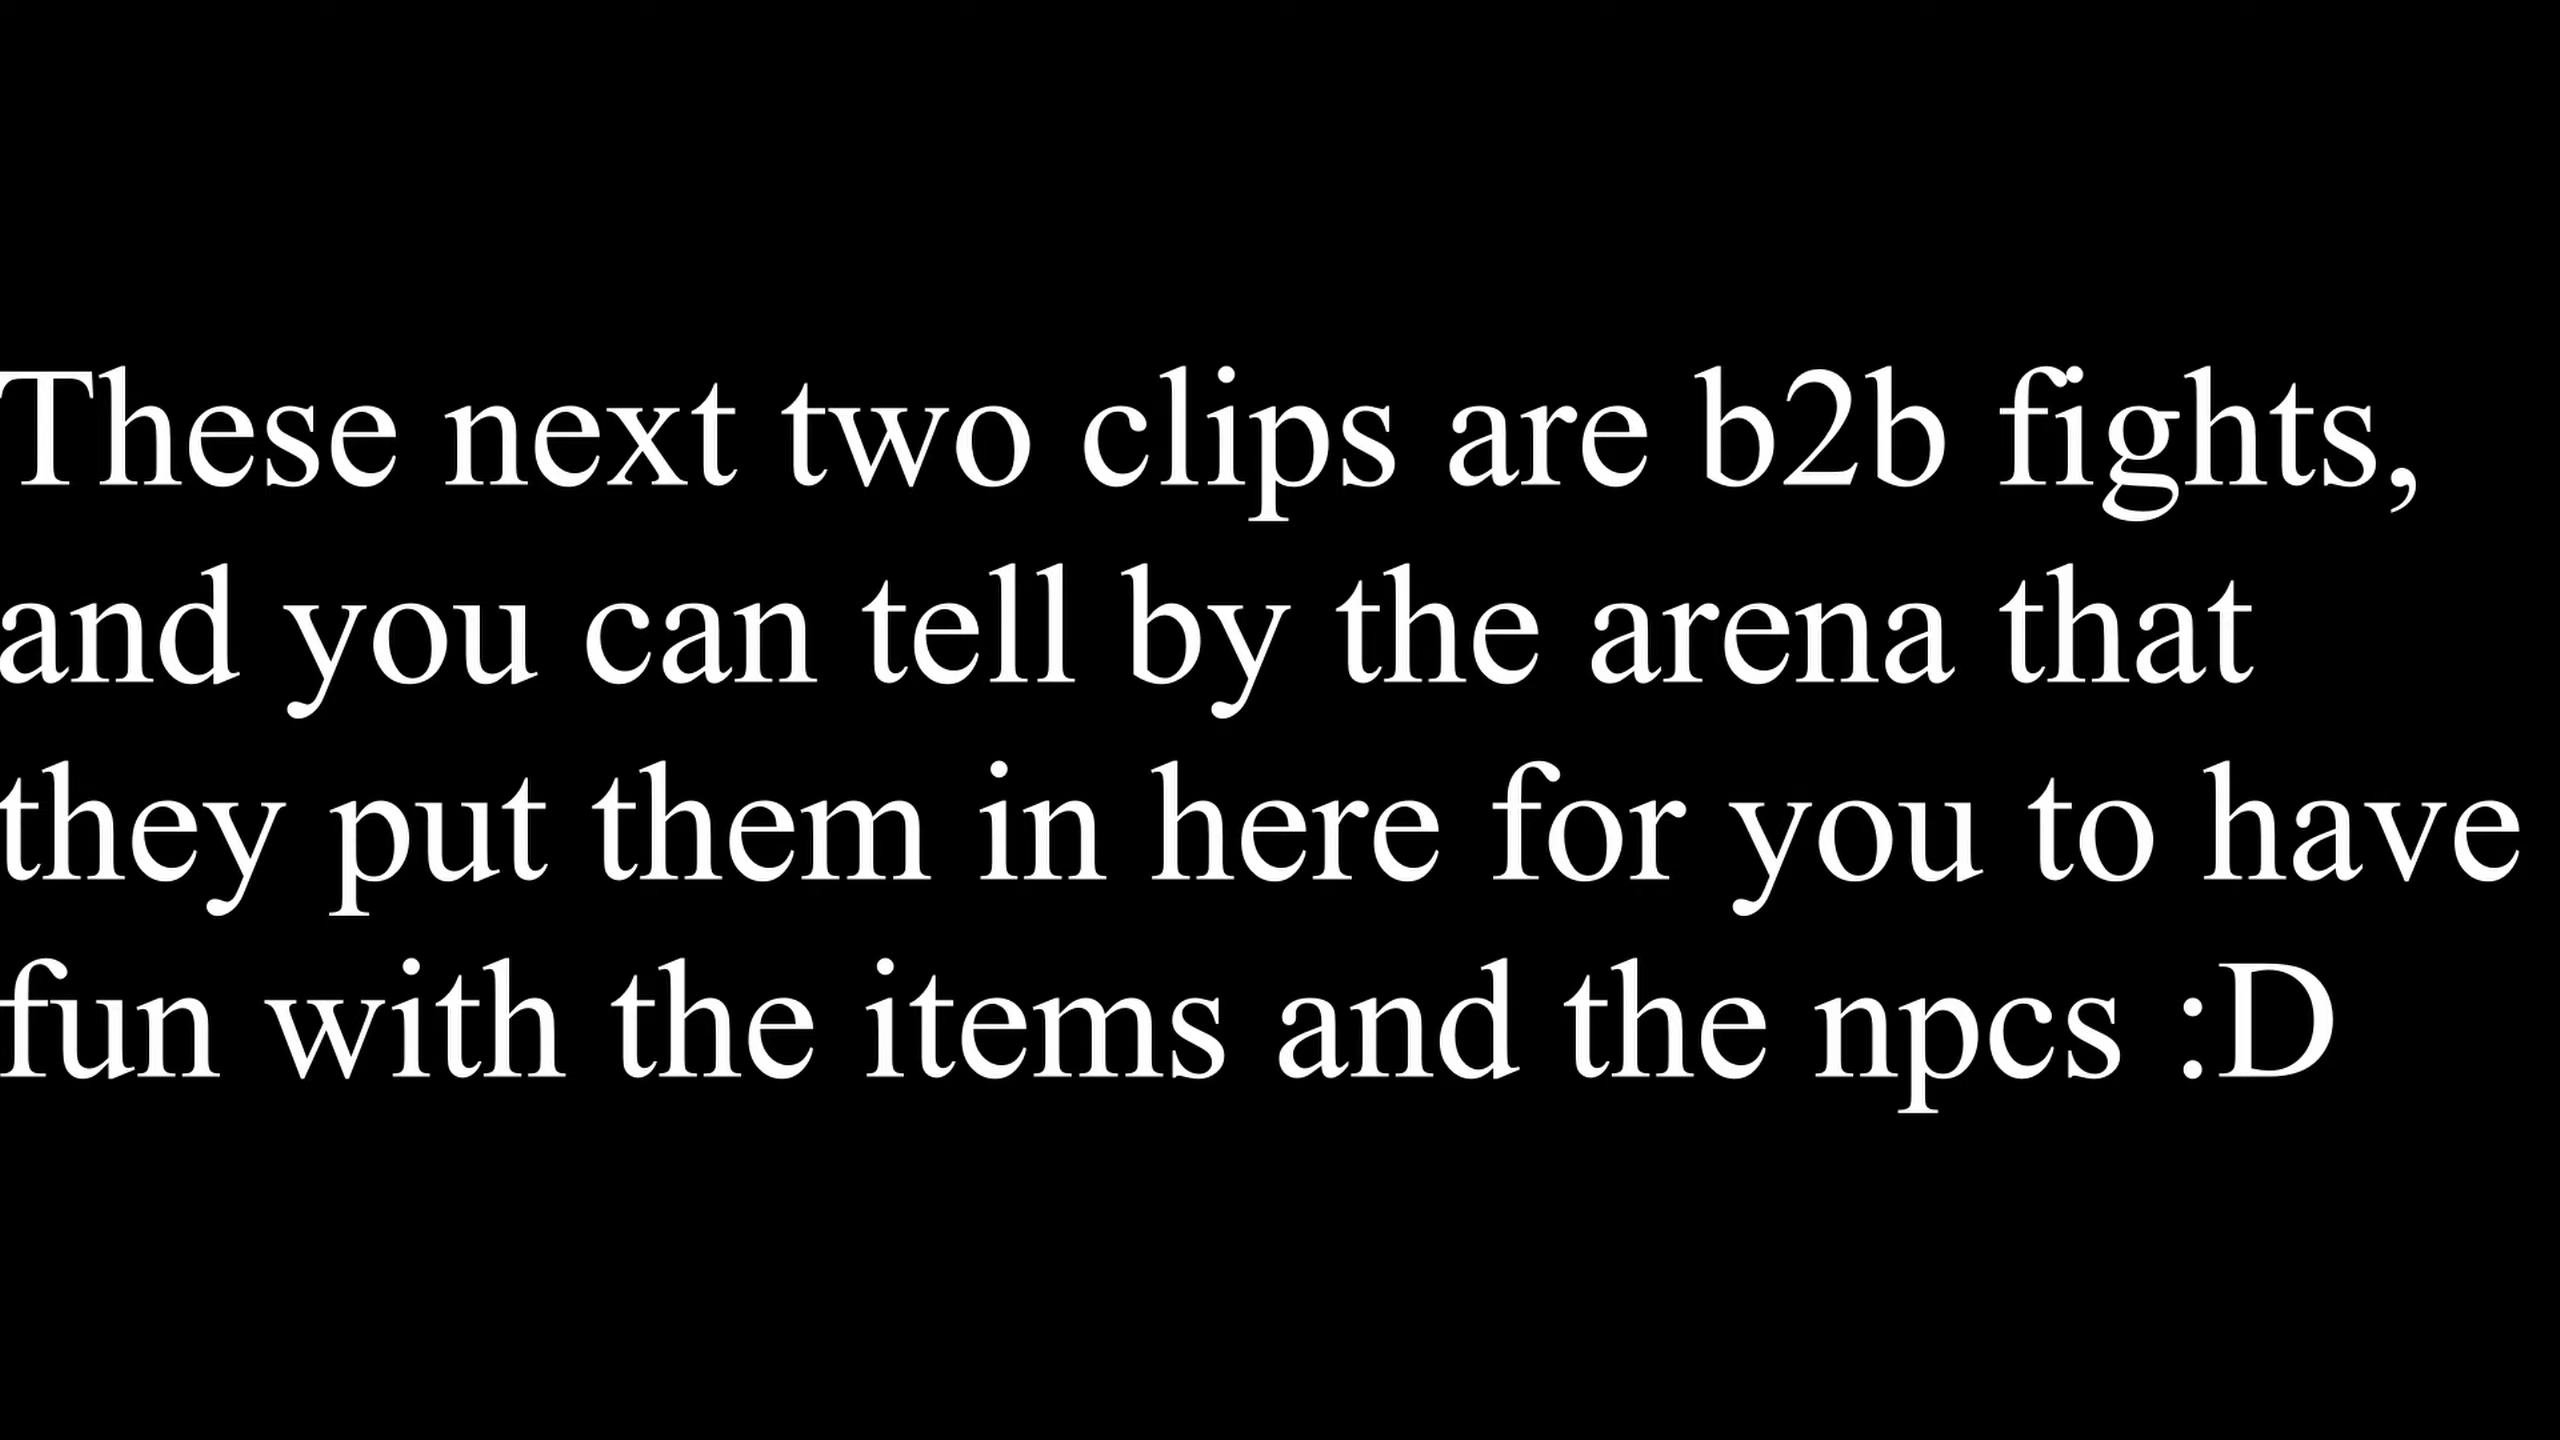 These next two clips are b2b fights,
and you can tell by the arena that
they put them in here for you to have
fun with the items and the npcs :D